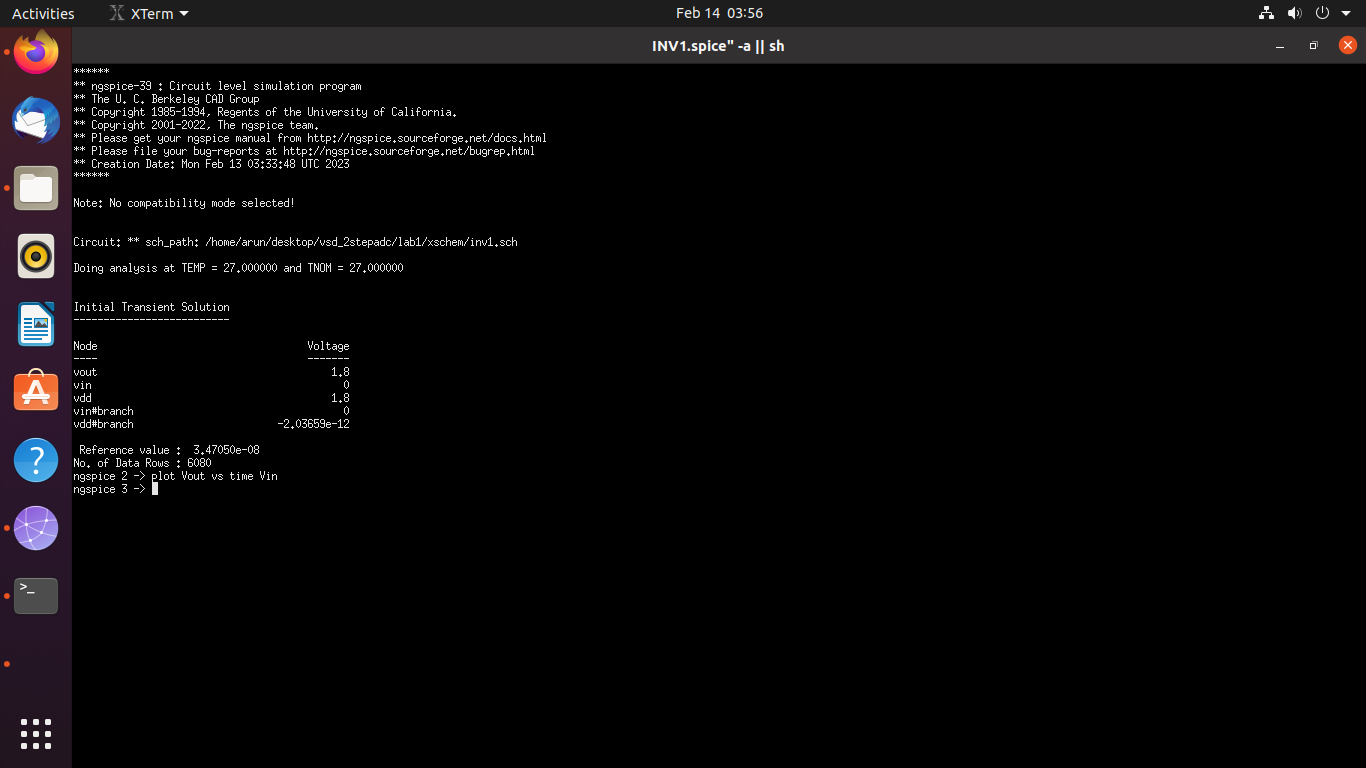 Activities XTerm Feb 14 03:56
INV1.spice" -a || sh
******
** ngspice-39 : Circuit level simulation program
** The U. C. Berkeley CAD Group
** Copyright 1985-1994, Regents of the University of California.
** Copyright 2001-2022, The ngspice team.
** Please get your ngspice manual from http://ngspice.sourceforge.net/docs.html
** Please file your bug-reports at http://ngspice.sourceforge.net/bugrep.html
** Creation Date: Mon Feb 13 03:33:48 UTC 2023
******
Note: No compatibility mode selected!
Circuit: ** sch_path: /home/arun/desktop/vsd_2stepadc/lab1/xschem/inv1.sch
Doing analysis at TEMP = 27.000000 and TNOM = 27.000000
Initial Transient Solution
--------------------------
Node Voltage
---- -------
vout 1.8
vin 0
vdd 1.8
vin#branch 0
vdd#branch -2.03659e-12
Reference value : 3.47050e-08
No. of Data Rows : 6080
ngspice 2 -> plot Vout vs time Vin
ngspice 3 ->